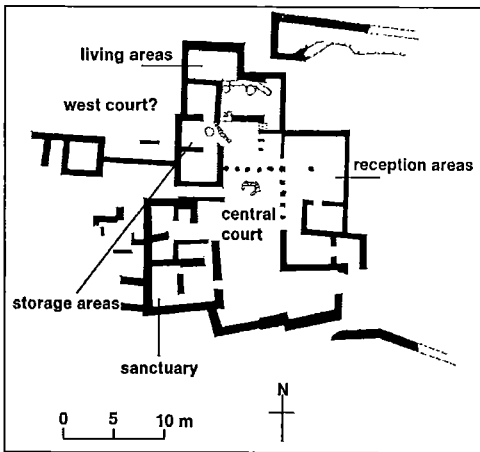 living areas
west court?
reception areas
central
court
storage areas
sanctuary
N
0 5 10 m